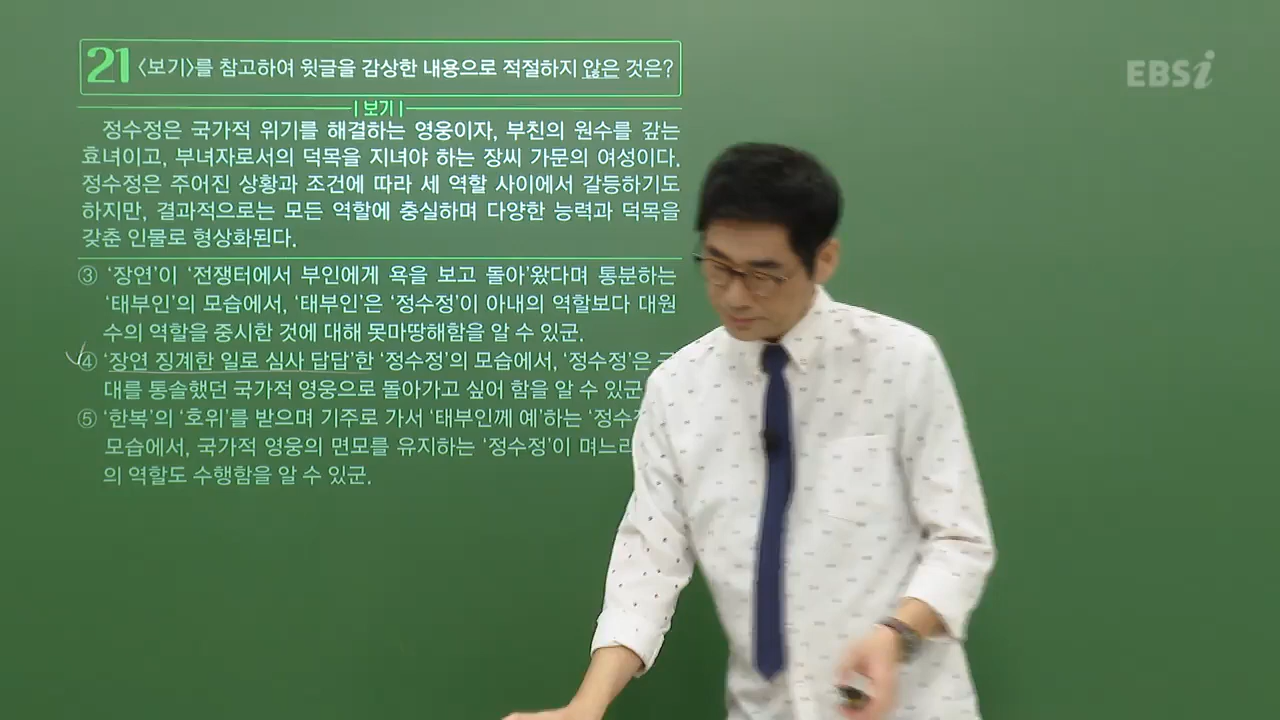 21 〈보기〉를 참고하여 윗글을 감상한 내용으로 적절하지 않은 것은?
EBSi
| 보기 |
정수정은 국가적 위기를 해결하는 영웅이자, 부친의 원수를 갚는
효녀이고, 부녀자로서의 덕목을 지녀야 하는 장씨 가문의 여성이다.
정수정은 주어진 상황과 조건에 따라 세 역할 사이에서 갈등하기도
하지만, 결과적으로는 모든 역할에 충실하며 다양한 능력과 덕목을
갖춘 인물로 형상화된다.
③ ‘장연’이 ‘전쟁터에서 부인에게 욕을 보고 돌아’왔다며 통분하는
‘태부인’의 모습에서, ‘태부인’은 ‘정수정’이 아내의 역할보다 대원
수의 역할을 중시한 것에 대해 못마땅해함을 알 수 있군.
④ ‘장연 징계한 일로 심사 답답’한 ‘정수정’의 모습에서, ‘정수정’은
대를 통솔했던 국가적 영웅으로 돌아가고 싶어 함을 알 수 있군
⑤ ‘한복’의 ‘호위’를 받으며 기주로 가서 ‘태부인께 예’하는
모습에서, 국가적 영웅의 면모를 유지하는 ‘정수정’이 며느리
의 역할도 수행함을 알 수 있군.